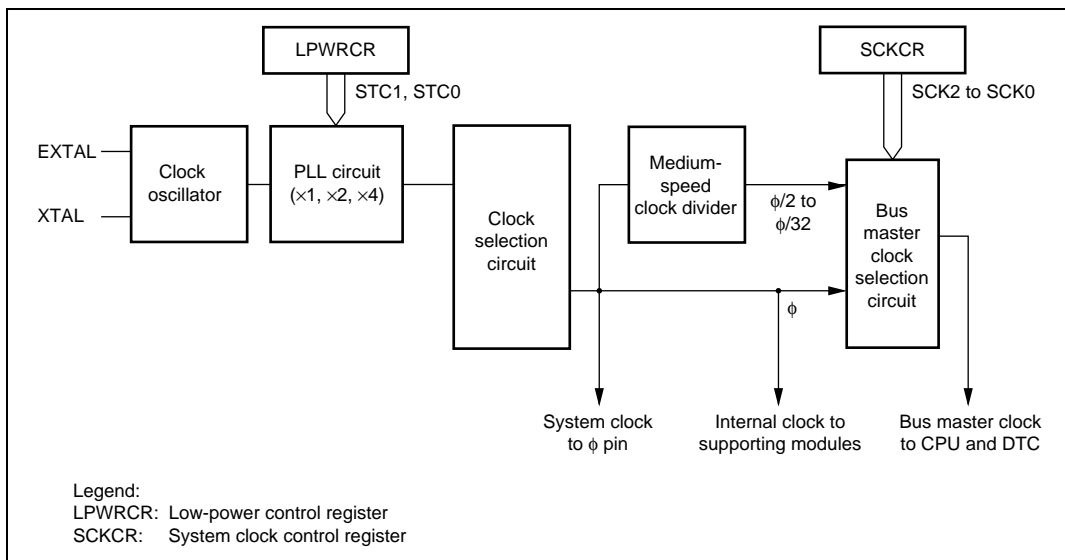 LPWRCR
SCKCR
STC1, STC0
SCK2 to SCK0
EXTAL
XTAL
Clock
oscillator
PLL circuit
(×1, ×2, ×4)
Clock
selection
circuit
Medium-
speed
clock divider
ϕ/2 to
ϕ/32
Bus
master
clock
selection
circuit
ϕ
System clock
to ϕ pin
Internal clock to
supporting modules
Bus master clock
to CPU and DTC
Legend:
LPWRCR: Low-power control register
SCKCR: System clock control register